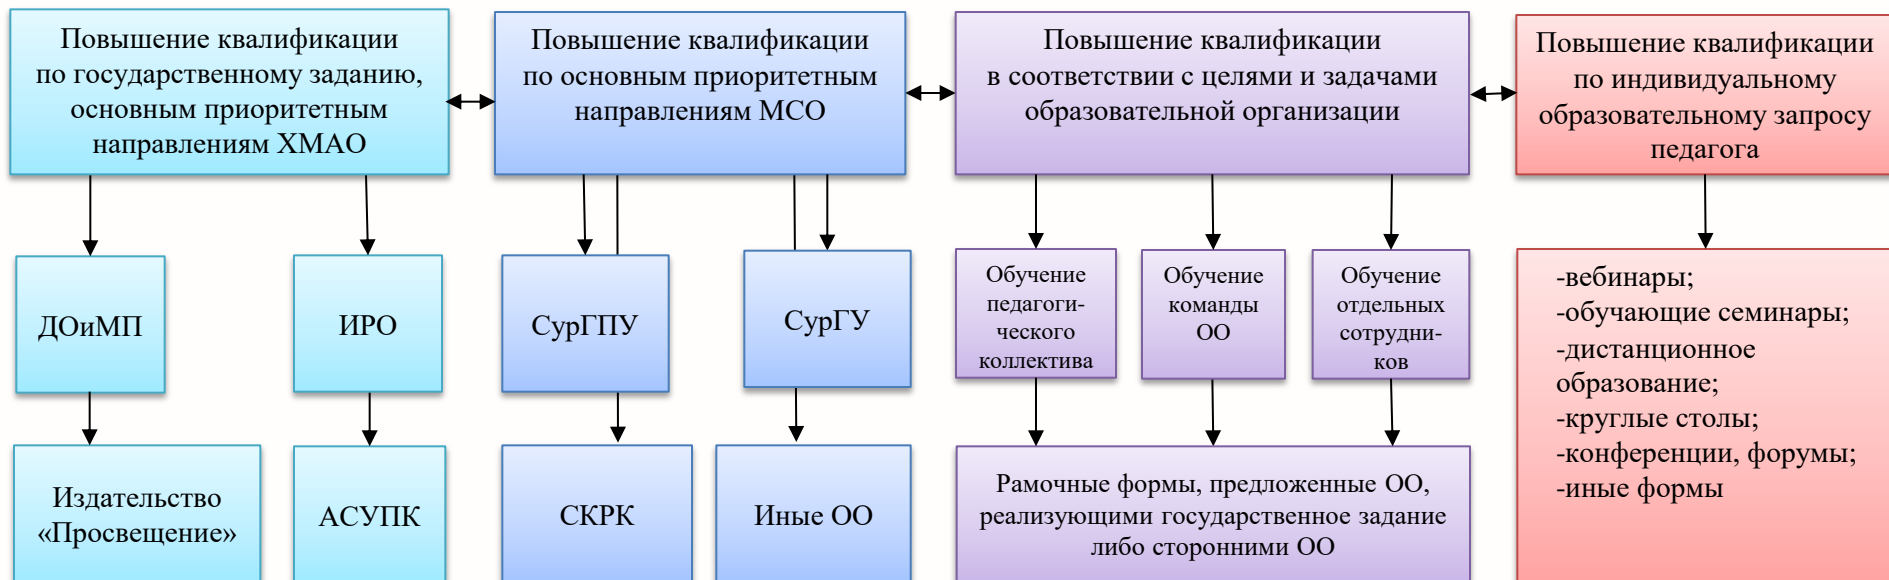 Повышение квалификации
по государственному заданию,
основным приоритетным
направлениям ХМАО
Повышение квалификации
по основным приоритетным
направлениям МСО
Повышение квалификации
в соответствии с целями и задачами
образовательной организации
Повышение квалификации
по индивидуальному
образовательному запросу
педагога
ДОиМП
ИРО
СурГПУ
СурГУ
Обучение
педагоги-
ческого
коллектива
Обучение
команды
ОО
Обучение
отдельных
сотрудни-
ков
-вебинары;
-обучающие семинары;
-дистанционное
образование;
-круглые столы;
-конференции, форумы;
-иные формы
Издательство
«Просвещение»
АСУПК
СКРК
Иные ОО
Рамочные формы, предложенные ОО,
реализующими государственное задание
либо сторонними ОО